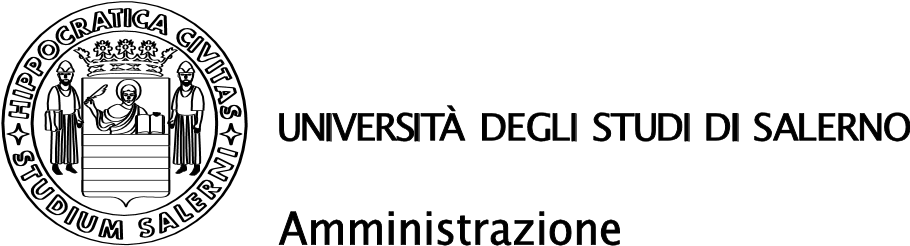 HIPPOCRATICA CIVITAS
STUDIUM SALERNI
UNIVERSITÀ DEGLI STUDI DI SALERNO
Amministrazione